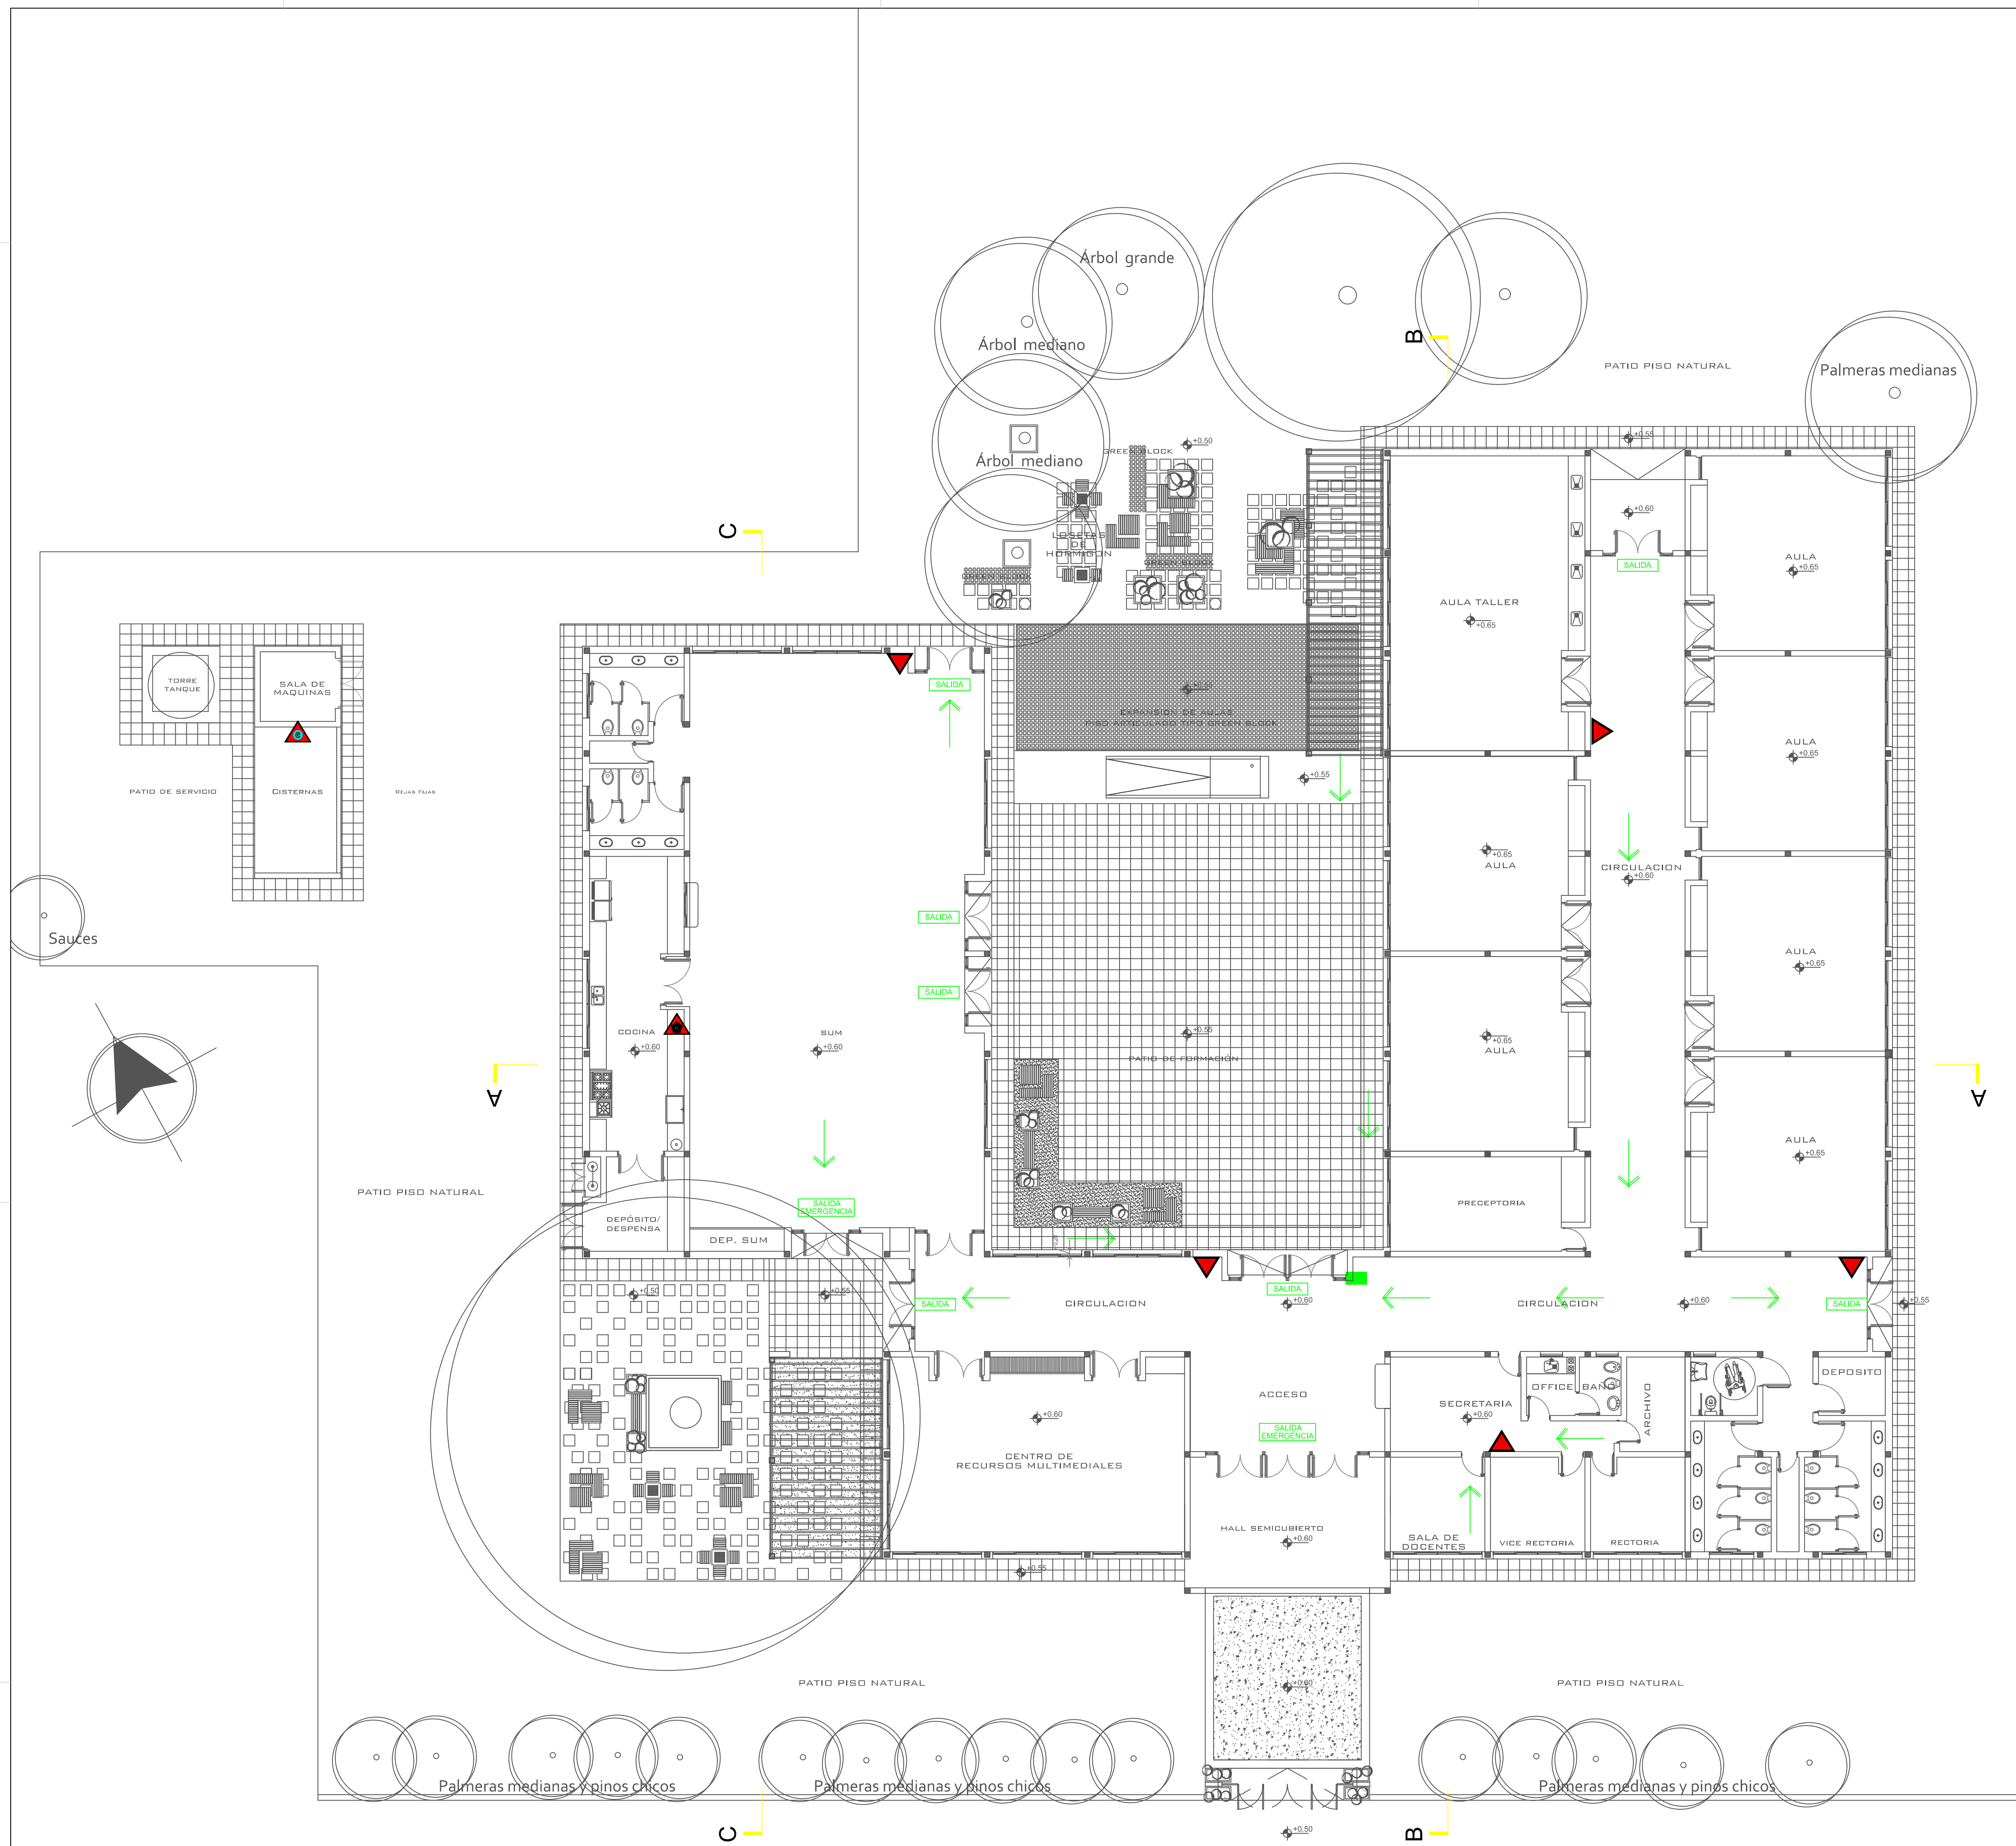 Árbol grande
Árbol mediano
B
PATIO PISO NATURAL
Palmeras medianas
+0.50
GREEN BLOCK
+0.55
Árbol mediano
C
LOSETAS
DE
HORMIGON
GREEN BLOCK
GREEN BLOCK
+0.60
SALIDA
AULA
+0.65
AULA TALLER
+0.65
TORRE
TANQUE
SALA DE
MAQUINAS
SALIDA
EXPANSION DE AULAS
PISO ARTICULADO TIPO GREEN BLOCK
AULA
+0.65
+0.55
PATIO DE SERVICIO
CISTERNAS
REJAS FIJAS
+0.65
AULA
CIRCULACION
+0.60
SALIDA
Sauces
AULA
+0.65
SALIDA
COCINA
+0.60
SUM
+0.60
+0.55
PATIO DE FORMACIÓN
+0.65
AULA
A
A
AULA
+0.65
PATIO PISO NATURAL
SALIDA
EMERGENCIA
PRECEPTORIA
DEPÓSITO/
DESPENSA
DEP. SUM
+0.50
+0.55
SALIDA
CIRCULACION
SALIDA
+0.60
CIRCULACION
+0.60
SALIDA
+0.55
ACCESO
OFFICE
BAÑO
ARCHIVO
DEPOSITO
+0.60
SECRETARIA
+0.60
SALIDA
EMERGENCIA
CENTRO DE
RECURSOS MULTIMEDIALES
HALL SEMICUBIERTO
+0.60
SALA DE
DOCENTES
VICE RECTORIA
RECTORIA
+0.55
PATIO PISO NATURAL
PATIO PISO NATURAL
Palmeras medianas y pinos chicos
Palmeras medianas y pinos chicos
Palmeras medianas y pinos chicos
C
+0.50
B